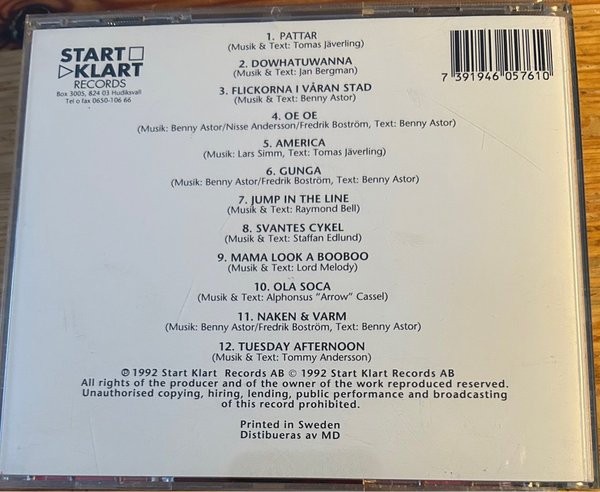 START
KLART
RECORDS
Box 3005, 824 03 Hudiksvall
Tel o fax 0650-106 66
1. PATTAR
(Musik & Text: Tomas Jäverling)
2. DOWHATUWANNA
(Musik & Text: Jan Bergman)
3. FLICKORNA I VÅRAN STAD
(Musik & Text: Benny Astor)
4. OE OE
(Musik: Benny Astor/Nisse Andersson/Fredrik Boström, Text: Benny Astor)
5. AMERICA
(Musik: Lars Simm, Text: Tomas Jäverling)
6. GUNGA
(Musik: Benny Astor/Fredrik Boström, Text: Benny Astor)
7. JUMP IN THE LINE
(Musik & Text: Raymond Bell)
8. SVANTES CYKEL
(Musik & Text: Staffan Edlund)
9. MAMA LOOK A BOOBOO
(Musik & Text: Lord Melody)
10. OLA SOCA
(Musik & Text: Alphonsus "Arrow" Cassel)
11. NAKEN & VARM
(Musik: Benny Astor/Fredrik Boström, Text: Benny Astor)
12. TUESDAY AFTERNOON
(Musik & Text: Tommy Andersson)
℗ 1992 Start Klart Records AB © 1992 Start Klart Records AB
All rights of the producer and of the owner of the work reproduced reserved.
Unauthorised copying, hiring, lending, public performance and broadcasting
of this record prohibited.
Printed in Sweden
Distibueras av MD
7 391946 057610